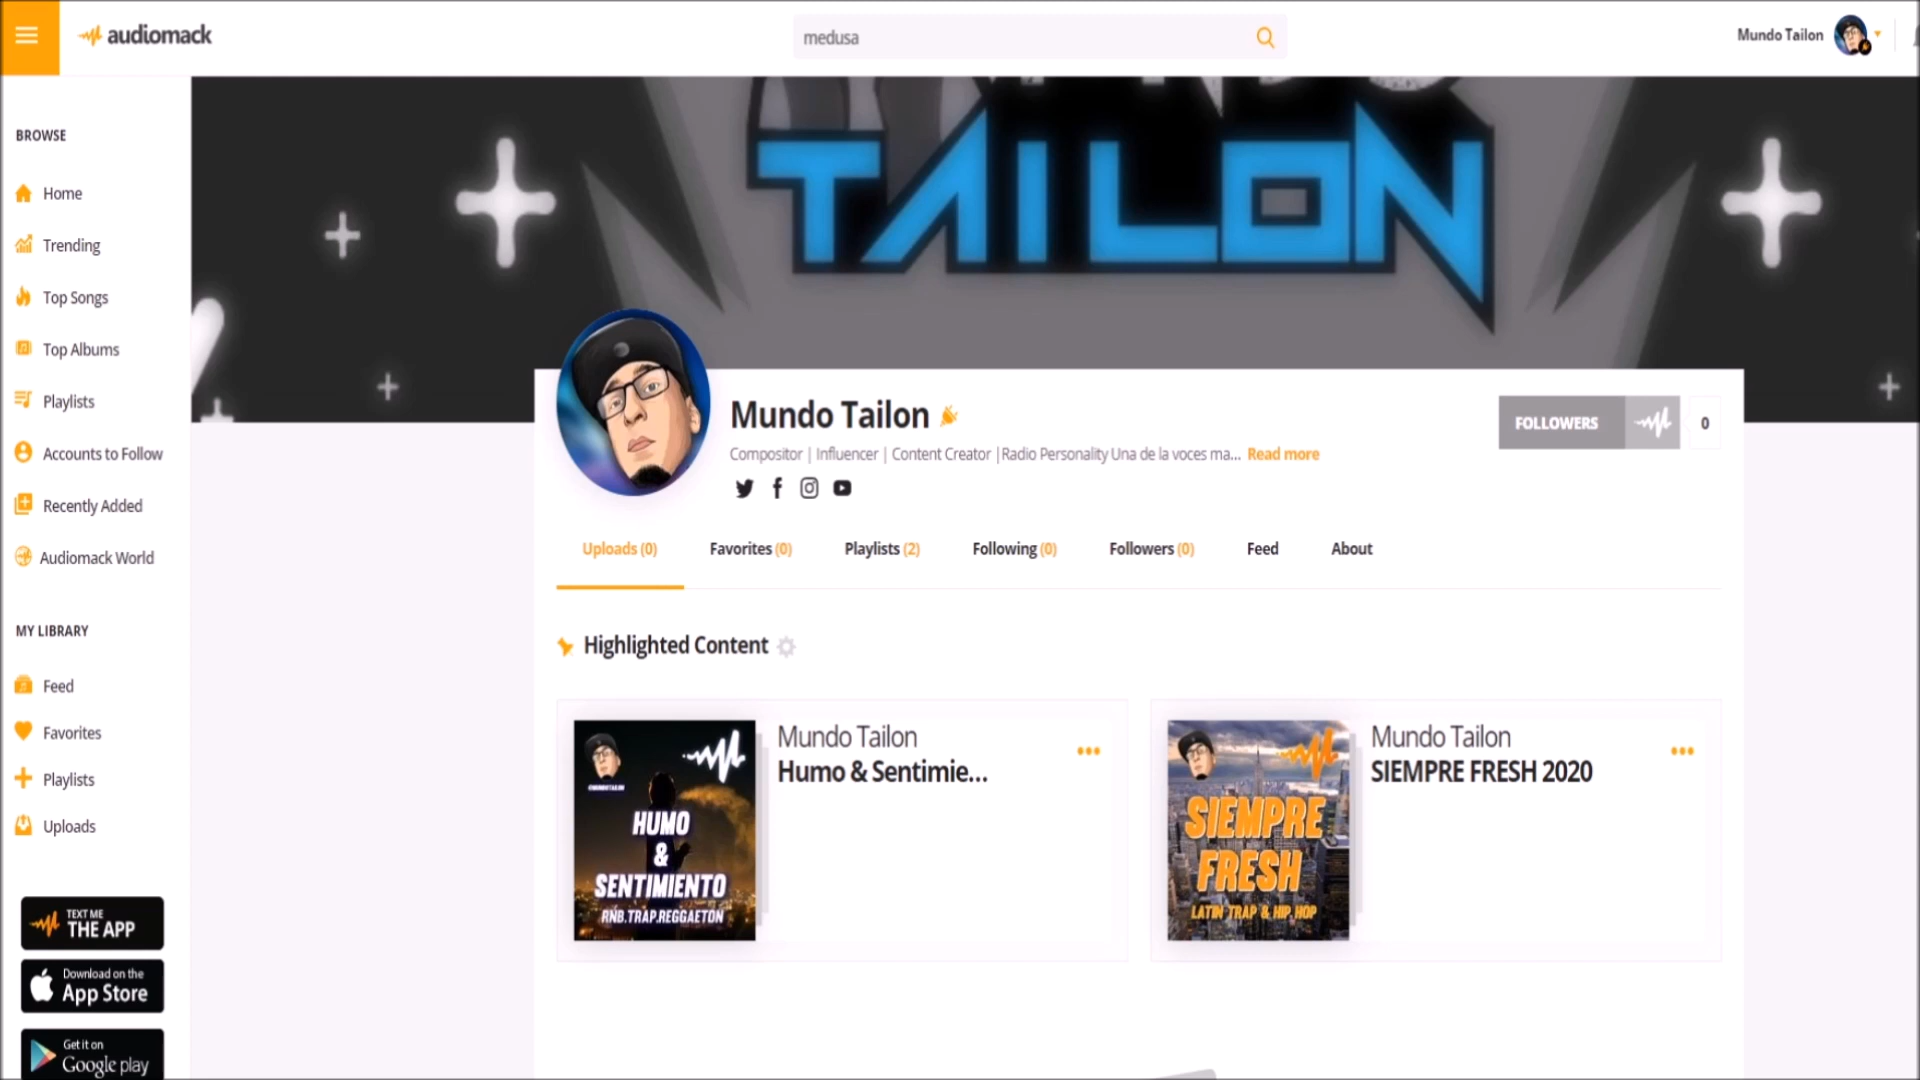 audiomack
medusa
Mundo Tailon
BROWSE
Home
Trending
Top Songs
Top Albums
Playlists
Accounts to Follow
Recently Added
Audiomack World
MY LIBRARY
Feed
Favorites
Playlists
Uploads
TEXT ME
THE APP
Download on the
App Store
Get it on
Google play
TAILON
Mundo Tailon
Compositor | Influencer | Content Creator |Radio Personality Una de la voces ma... Read more
FOLLOWERS
0
Uploads (0)
Favorites (0)
Playlists (2)
Following (0)
Followers (0)
Feed
About
Highlighted Content
HUMO
&
SENTIMIENTO
RNB.TRAP.REGGAETON
Mundo Tailon
Humo & Sentimie...
SIEMPRE
FRESH
LATIN TRAP & HIP.HOP
Mundo Tailon
SIEMPRE FRESH 2020